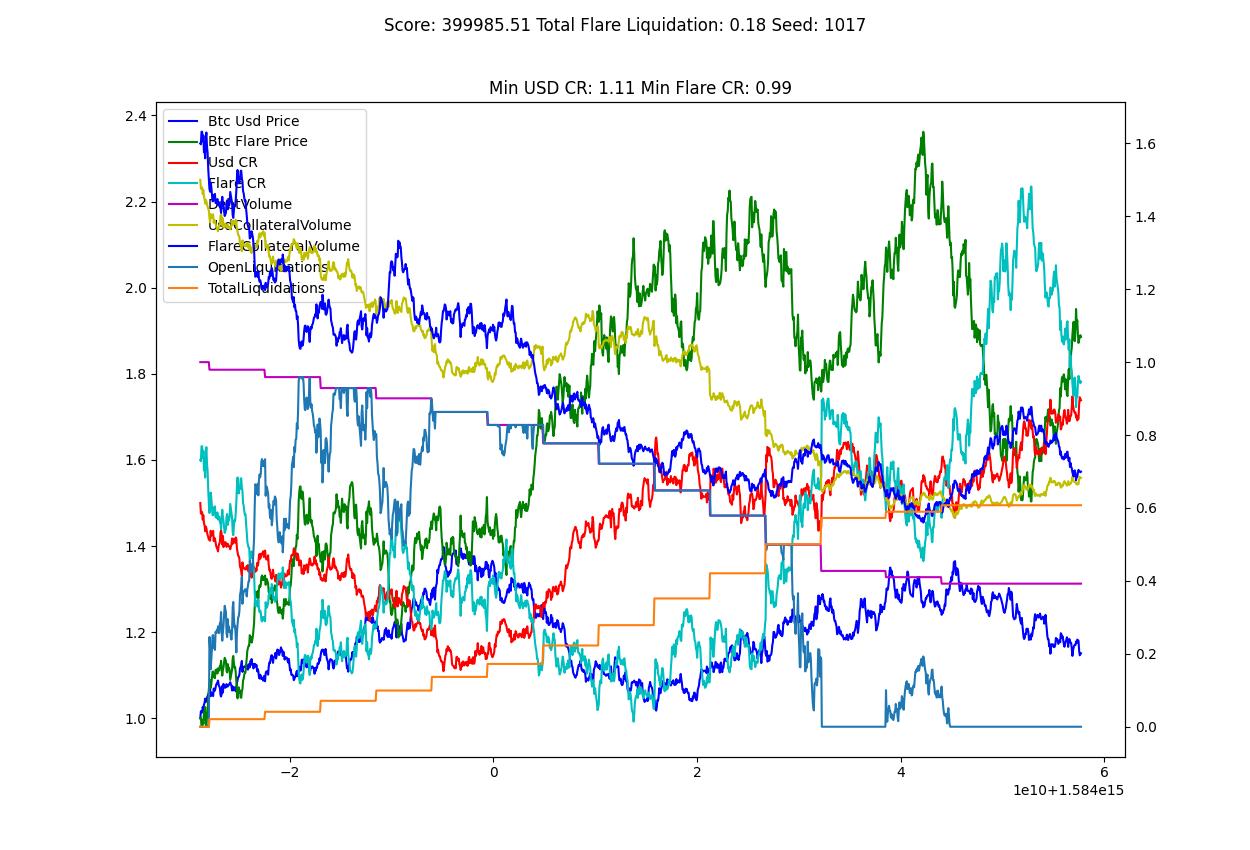 Score: 399985.51 Total Flare Liquidation: 0.18 Seed: 1017
Min USD CR: 1.11 Min Flare CR: 0.99
Btc Usd Price
Btc Flare Price
Usd CR
Flare CR
DebtVolume
UsdCollateralVolume
FlareCollateralVolume
OpenLiquidations
TotalLiquidations
2.4
2.2
2.0
1.8
1.6
1.4
1.2
1.0
1.6
1.4
1.2
1.0
0.8
0.6
0.4
0.2
0.0
−2 0 2 4 6
1e10+1.584e15